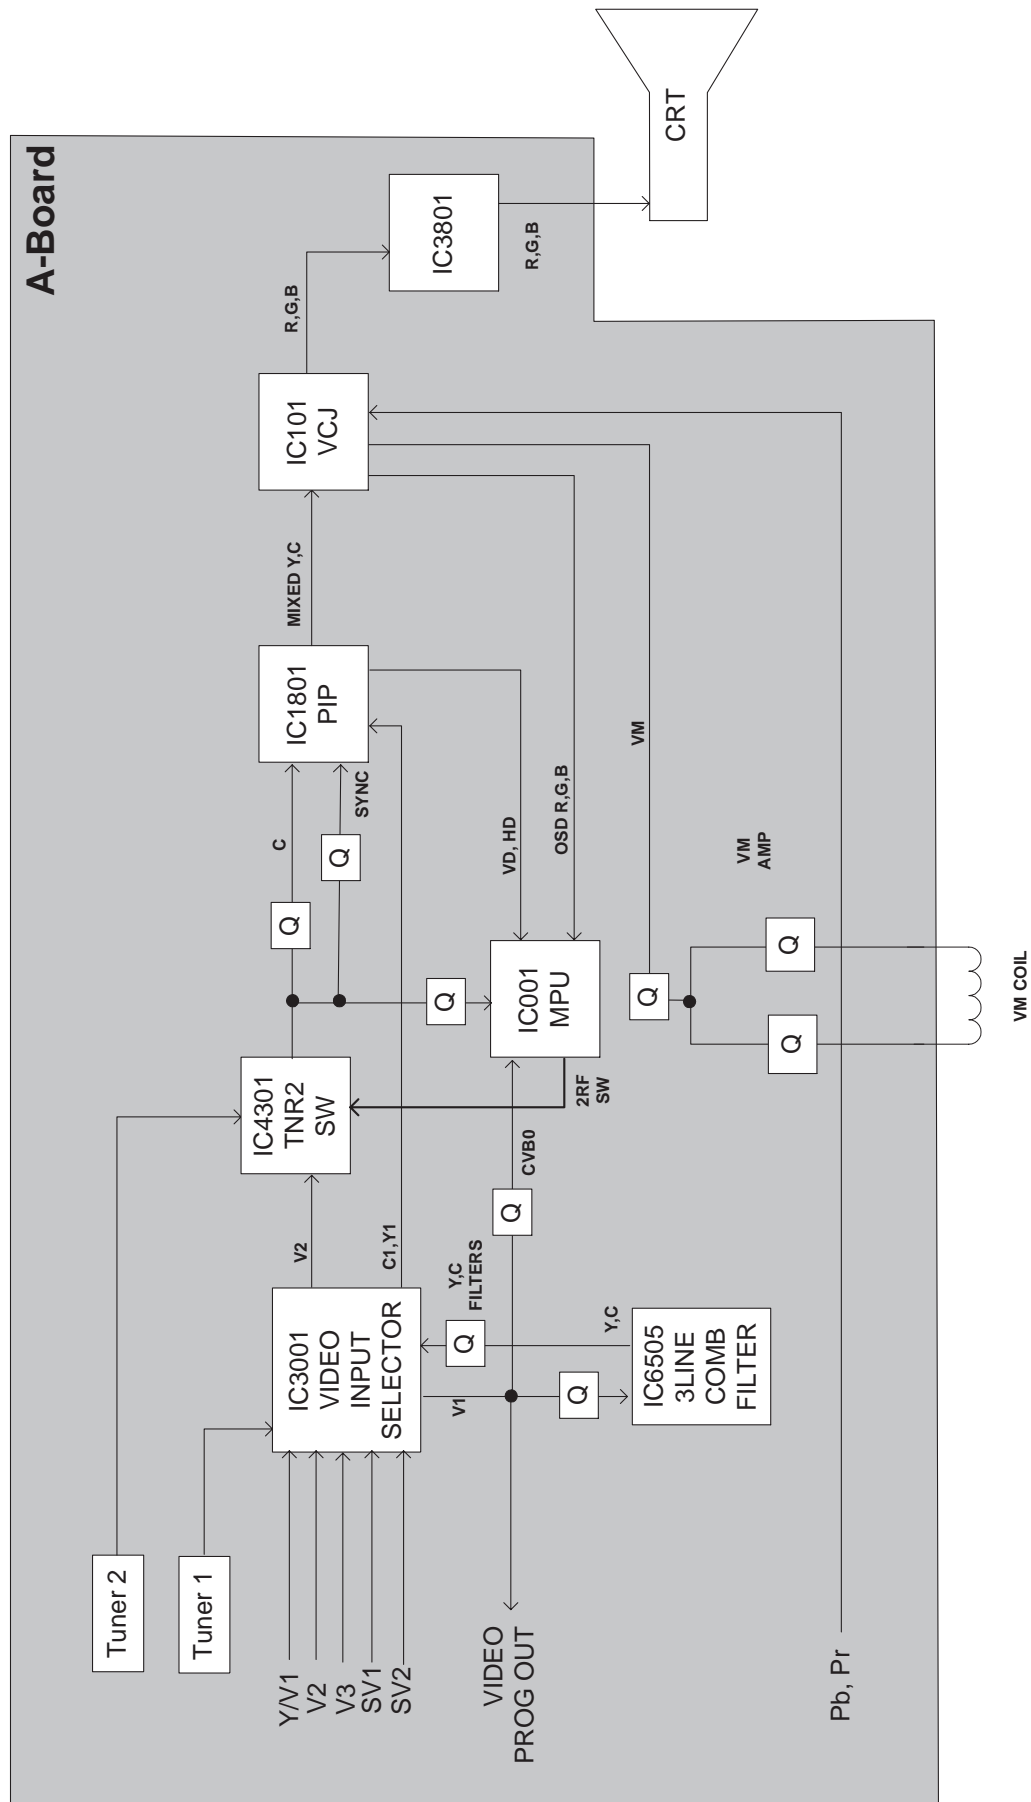 A-Board
Tuner 2
Tuner 1
Y/V1
V2
V3
SV1
SV2
VIDEO
PROG OUT
Pb, Pr
IC3001
VIDEO
INPUT
SELECTOR
V2
C1,Y1
V1
Y,C
FILTERS
Q
Y,C
Q
IC6505
3LINE
COMB
FILTER
Q
CVB0
IC4301
TNR2
SW
2RF
SW
Q
C
Q
SYNC
Q
IC001
MPU
VD, HD
OSD R,G,B
IC1801
PIP
MIXED Y,C
IC101
VCJ
R,G,B
IC3801
R,G,B
CRT
VM
Q
Q
Q
VM
AMP
VM COIL